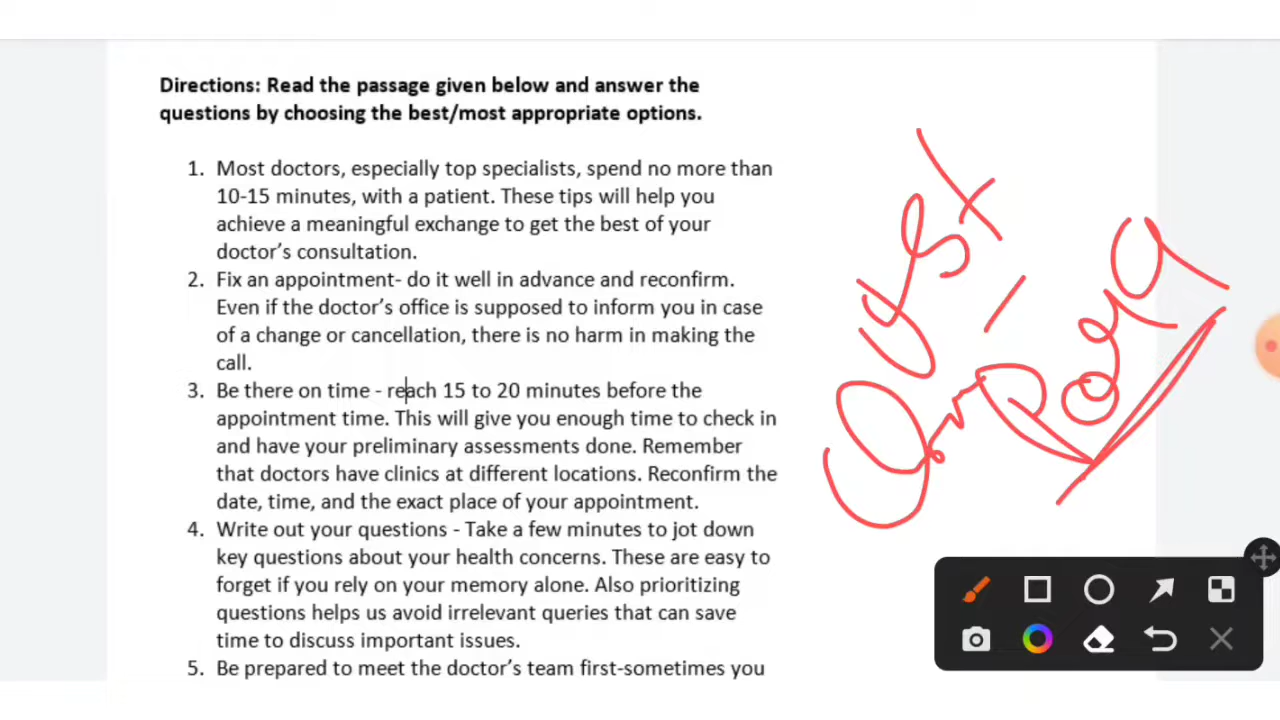 Directions: Read the passage given below and answer the
questions by choosing the best/most appropriate options.
1. Most doctors, especially top specialists, spend no more than
10-15 minutes, with a patient. These tips will help you
achieve a meaningful exchange to get the best of your
doctor's consultation.
2. Fix an appointment- do it well in advance and reconfirm.
Even if the doctor's office is supposed to inform you in case
of a change or cancellation, there is no harm in making the
call.
3. Be there on time - reach 15 to 20 minutes before the
appointment time. This will give you enough time to check in
and have your preliminary assessments done. Remember
that doctors have clinics at different locations. Reconfirm the
date, time, and the exact place of your appointment.
4. Write out your questions - Take a few minutes to jot down
key questions about your health concerns. These are easy to
forget if you rely on your memory alone. Also prioritizing
questions helps us avoid irrelevant queries that can save
time to discuss important issues.
5. Be prepared to meet the doctor's team first-sometimes you